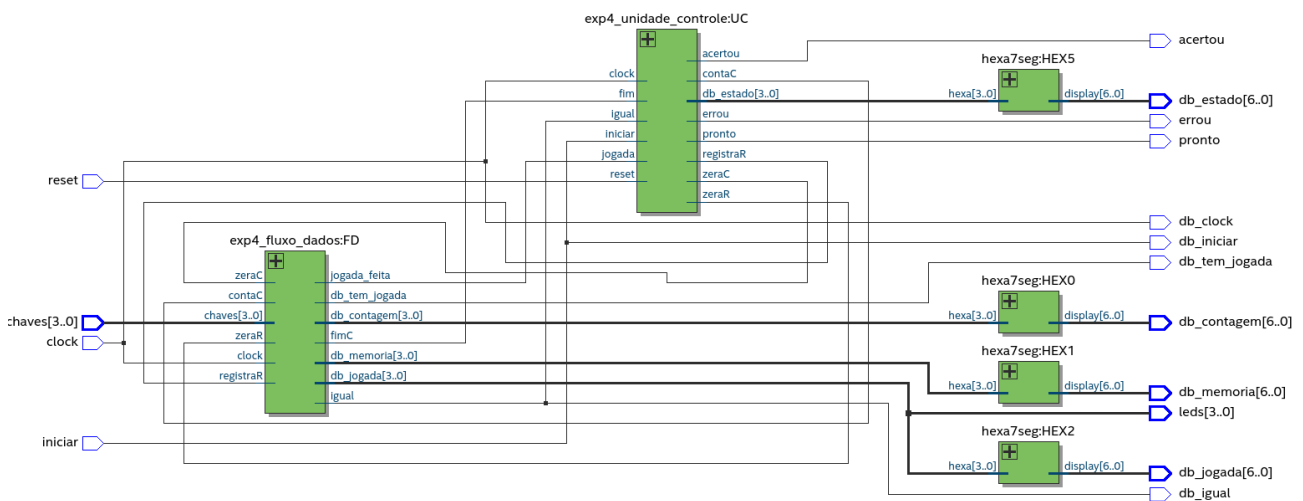 exp4_unidade_controle:UC
clock
fim
igual
iniciar
jogada
reset
acertou
contaC
db_estado[3..0]
errou
pronto
registraR
zeraC
zeraR
hexa7seg:HEX5
hexa[3..0]
display[6..0]
acertou
db_estado[6..0]
errou
pronto
reset
db_clock
db_iniciar
db_tem_jogada
exp4_fluxo_dados:FD
zeraC
contaC
chaves[3..0]
zeraR
clock
registraR
jogada_feita
db_tem_jogada
db_contagem[3..0]
fimC
db_memoria[3..0]
db_jogada[3..0]
igual
chaves[3..0]
clock
iniciar
hexa7seg:HEX0
hexa[3..0]
display[6..0]
db_contagem[6..0]
hexa7seg:HEX1
hexa[3..0]
display[6..0]
db_memoria[6..0]
leds[3..0]
hexa7seg:HEX2
hexa[3..0]
display[6..0]
db_jogada[6..0]
db_igual